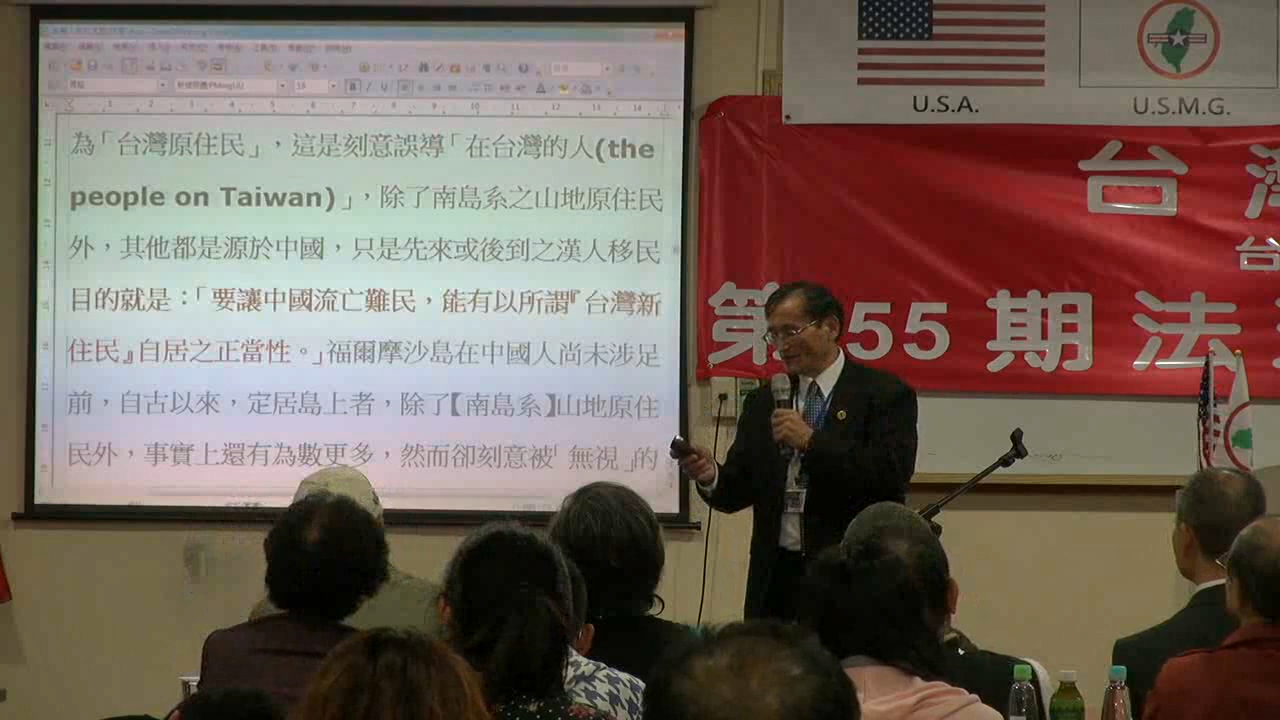 為「台灣原住民」，這是刻意誤導「在台灣的人(the
people on Taiwan)」，除了南島系之山地原住民
外，其他都是源於中國，只是先來或後到之漢人移民
目的就是：「要讓中國流亡難民，能有以所謂『台灣新
住民』自居之正當性。」福爾摩沙島在中國人尚未涉足
前，自古以來，定居島上者，除了【南島系】山地原住
民外，事實上還有為數更多，然而卻刻意被「無視」的
U.S.A.
U.S.M.G.
台灣
台
第55期法